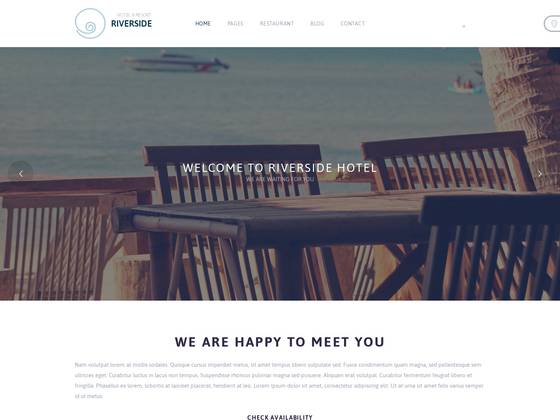 HOTEL & RESORT
RIVERSIDE
HOME PAGES RESTAURANT BLOG CONTACT
WELCOME TO RIVERSIDE HOTEL
WE ARE WAITING FOR YOU
WE ARE HAPPY TO MEET YOU
Nam volutpat lorem at mollis sodales. Quisque cursus imperdiet metus, sit amet tempus libero vulputate sed. Fusce condimentum quam magna, sed pellentesque sem
ultricies eget. Curabitur luctus in lacus non tempus. Suspendisse rhoncus pulvinar magna sed posuere. Aliquam erat volutpat. Curabitur fermentum feugiat libero et
fringilla. Phasellus ex lorem, lobortis at laoreet placerat, hendrerit at leo. Lorem ipsum dolor sit amet, consectetur adipiscing elit. Ut at urna sit amet felis varius semper
id ut metus.
CHECK AVAILABILITY